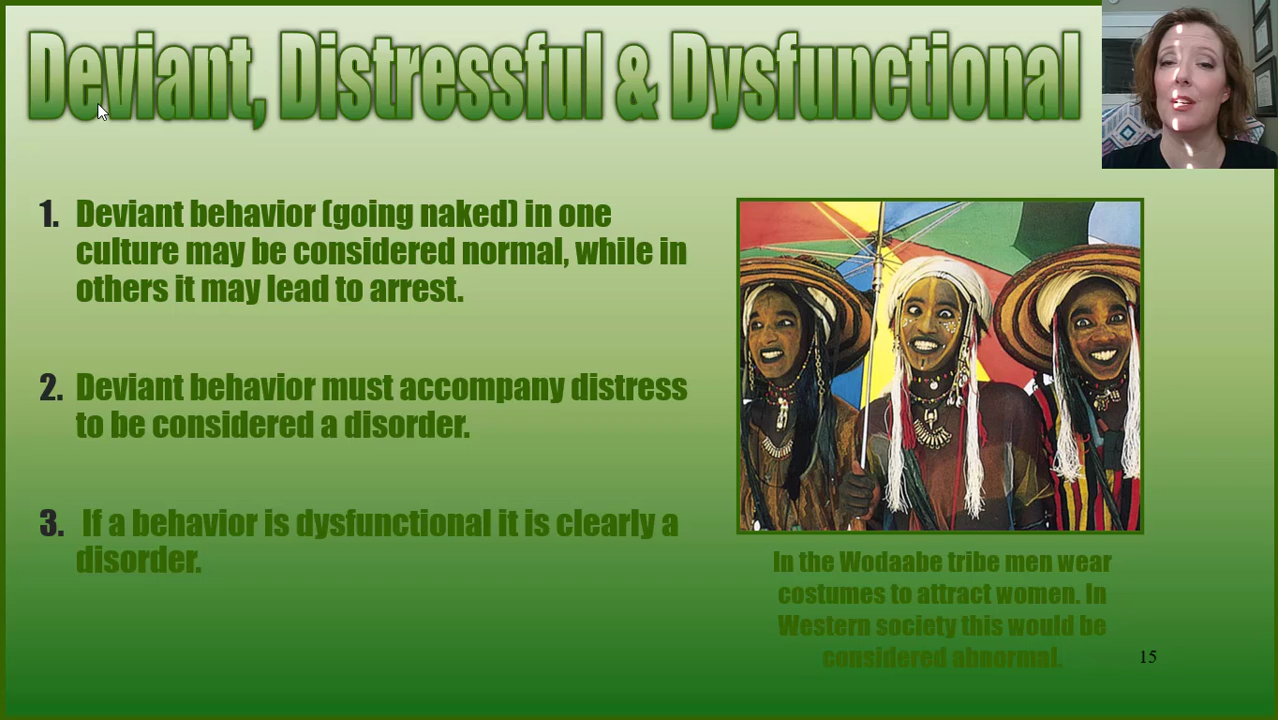 Deviant, Distressful & Dysfunctional
1. Deviant behavior (going naked) in one
culture may be considered normal, while in
others it may lead to arrest.
2. Deviant behavior must accompany distress
to be considered a disorder.
3. If a behavior is dysfunctional it is clearly a
disorder.
In the Wodaabe tribe men wear
costumes to attract women. In
Western society this would be
considered abnormal.
15